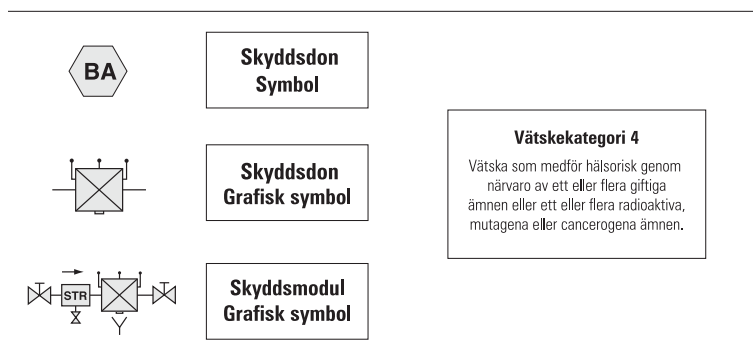 BA
Skyddsdon
Symbol
Skyddsdon
Grafisk symbol
STR
Skyddsmodul
Grafisk symbol
Vätskekategori 4
Vätska som medför hälsorisk genom
närvaro av ett eller flera giftiga
ämnen eller ett eller flera radioaktiva,
mutagena eller cancerogena ämnen.